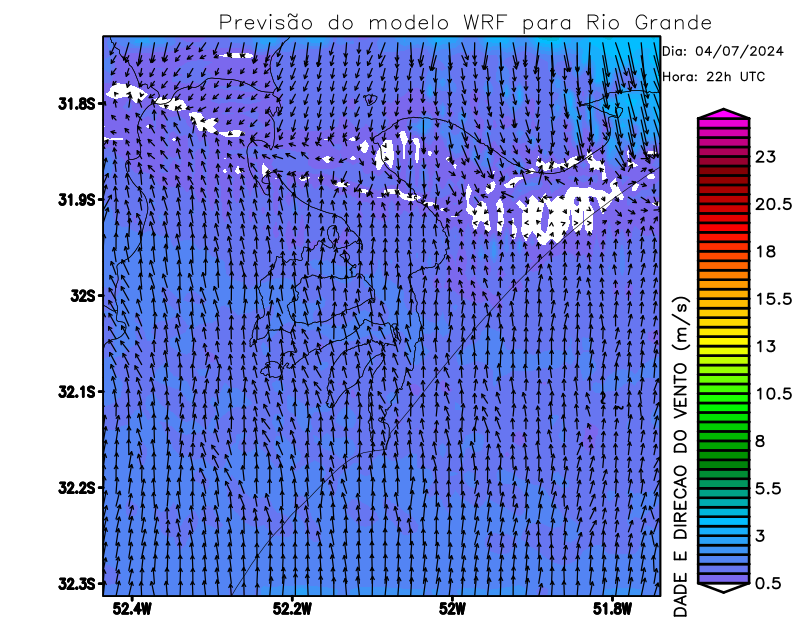 Previsão do modelo WRF para Rio Grande
Dia: 04/07/2024
Hora: 22h UTC
31.8S
31.9S
32S
32.1S
32.2S
32.3S
52.4W
52.2W
52W
51.8W
DADE E DIRECAO DO VENTO (m/s)
23
20.5
18
15.5
13
10.5
8
5.5
3
0.5